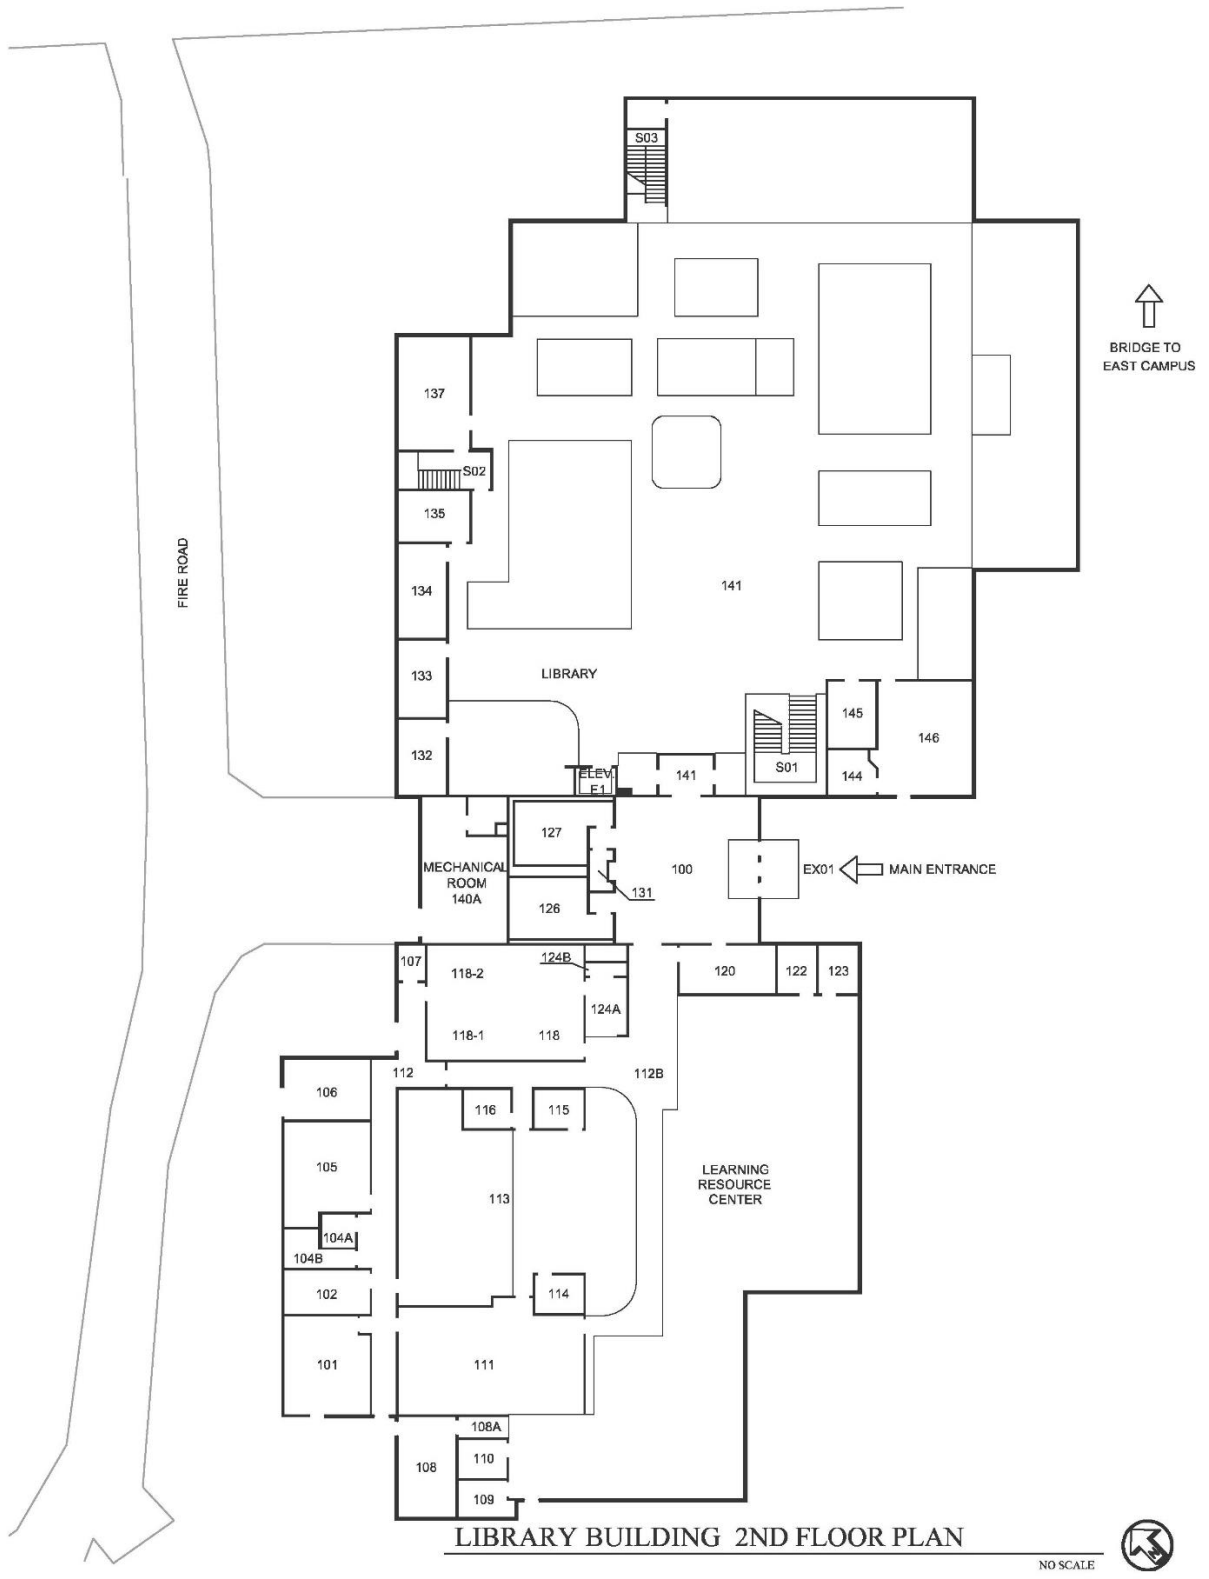 S03
BRIDGE TO
EAST CAMPUS
137
S02
135
FIRE ROAD
134
141
133
LIBRARY
145
146
132
ELEV.
E1
141
S01
144
127
MECHANICAL
ROOM
140A
100
EX01
MAIN ENTRANCE
131
126
107
118-2
124B
120
122
123
124A
118-1
118
112
112B
106
116
115
105
LEARNING
RESOURCE
CENTER
113
104A
104B
102
114
101
111
108A
110
108
109
LIBRARY BUILDING 2ND FLOOR PLAN
NO SCALE